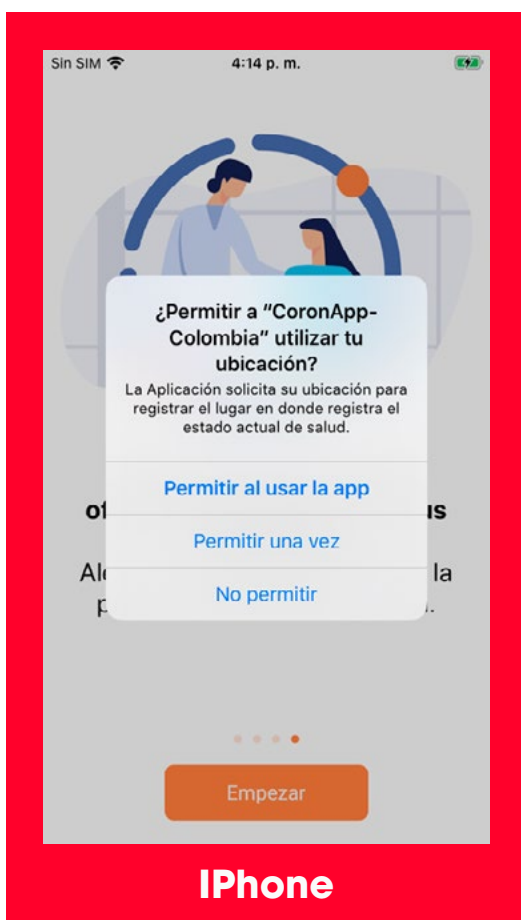 Sin SIM
4:14 p. m.
¿Permitir a "CoronApp-
Colombia" utilizar tu
ubicación?
La Aplicación solicita su ubicación para
registrar el lugar en donde registra el
estado actual de salud.
Permitir al usar la app
Permitir una vez
No permitir
la
Empezar
IPhone